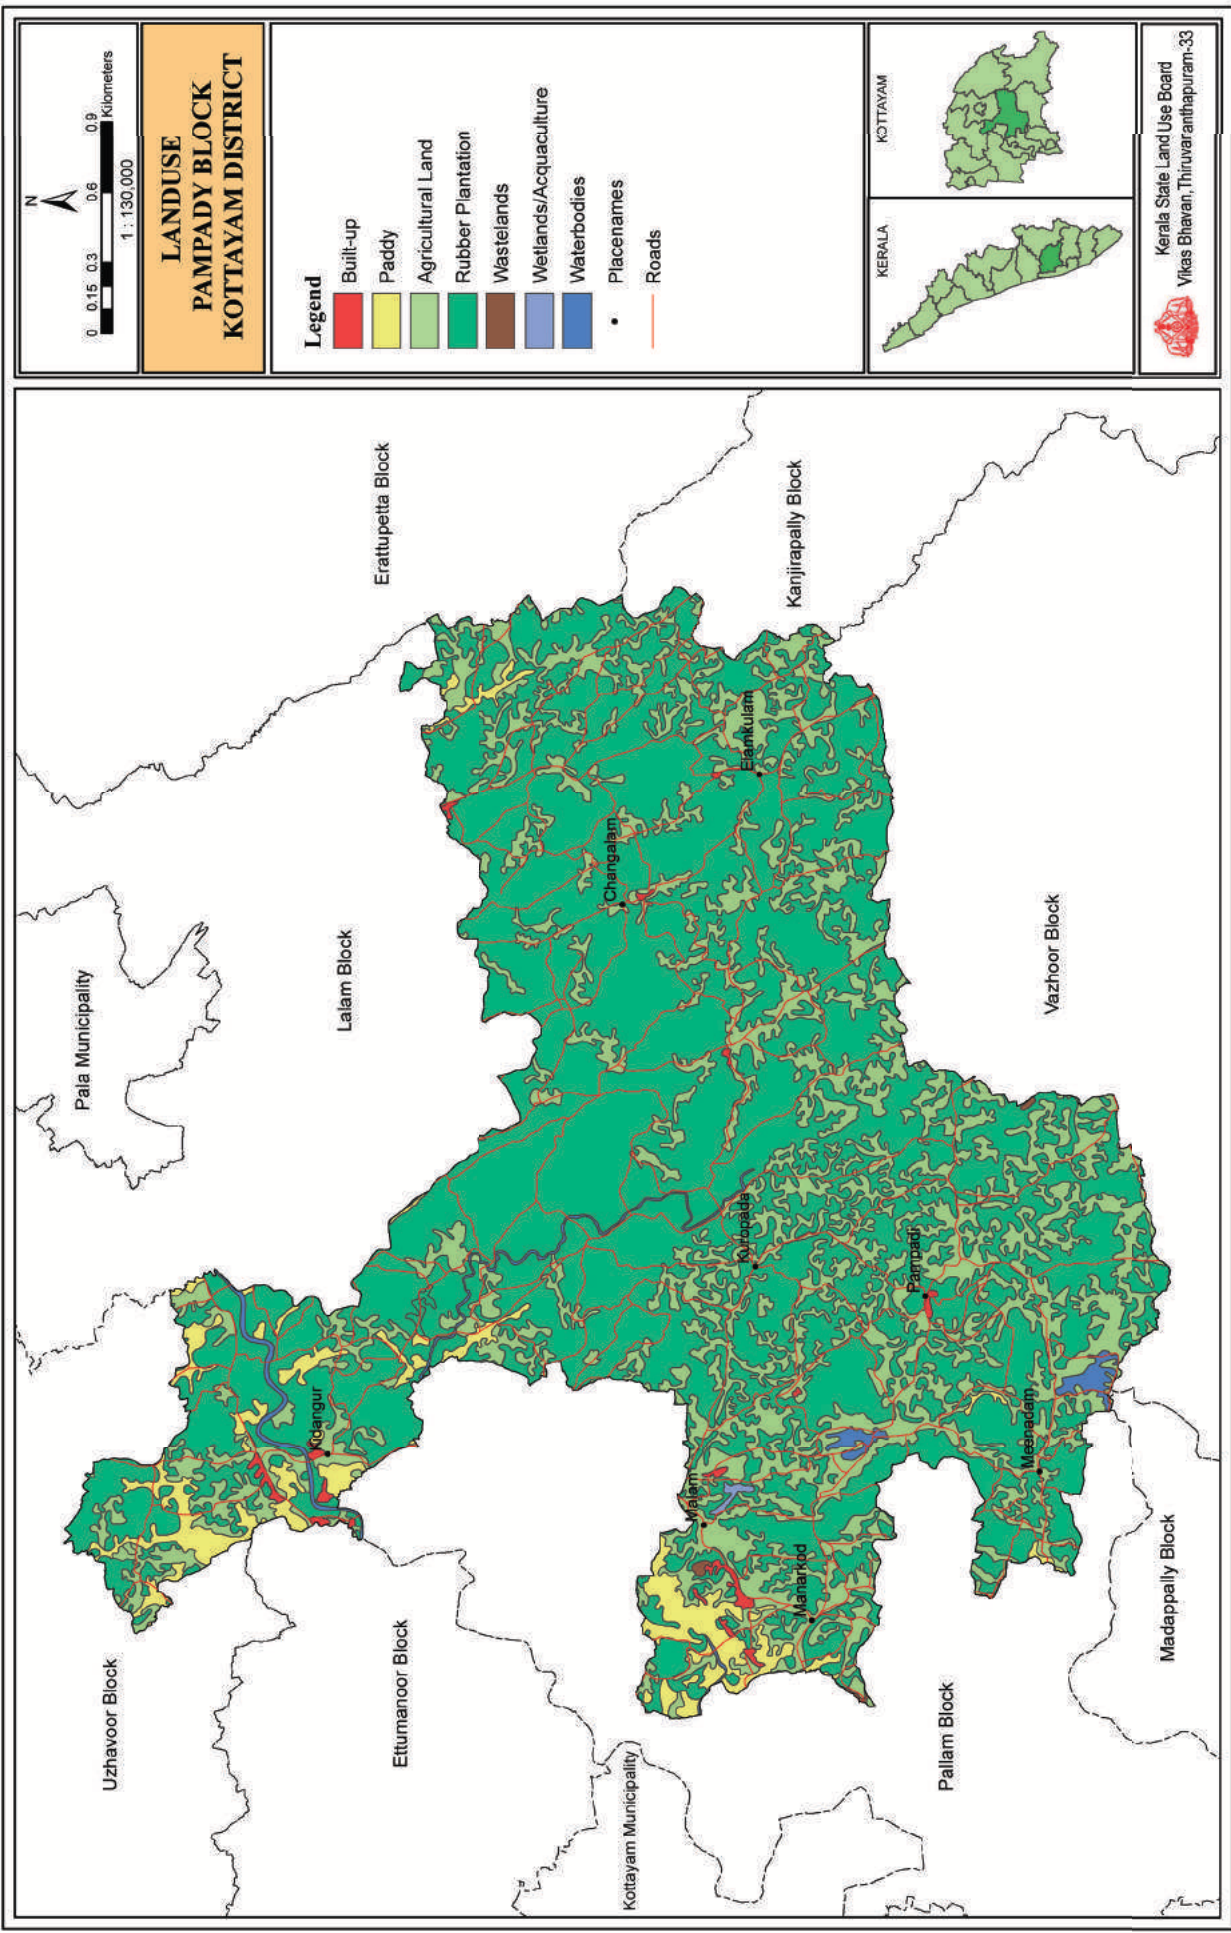 N
0 0.15 0.3 0.6 0.9
Kilometers
1 : 130,000
LANDUSE
PAMPADY BLOCK
KOTTAYAM DISTRICT
Legend
Built-up
Paddy
Agricultural Land
Rubber Plantation
Wastelands
Wetlands/Acquaculture
Waterbodies
Placenames
Roads
KERALA
KOTTAYAM
Kerala State Land Use Board
Vikas Bhavan,Thiruvaranthapuram-33
Uzhavoor Block
Pala Municipality
Lalam Block
Erattupetta Block
Kidangur
Ettumanoor Block
Changalam
Elamkulam
Kanjirapally Block
Kottayam Municipality
Malam
Kuropada
Manarkod
Pampadi
Pallam Block
Meenadam
Vazhoor Block
Madappally Block